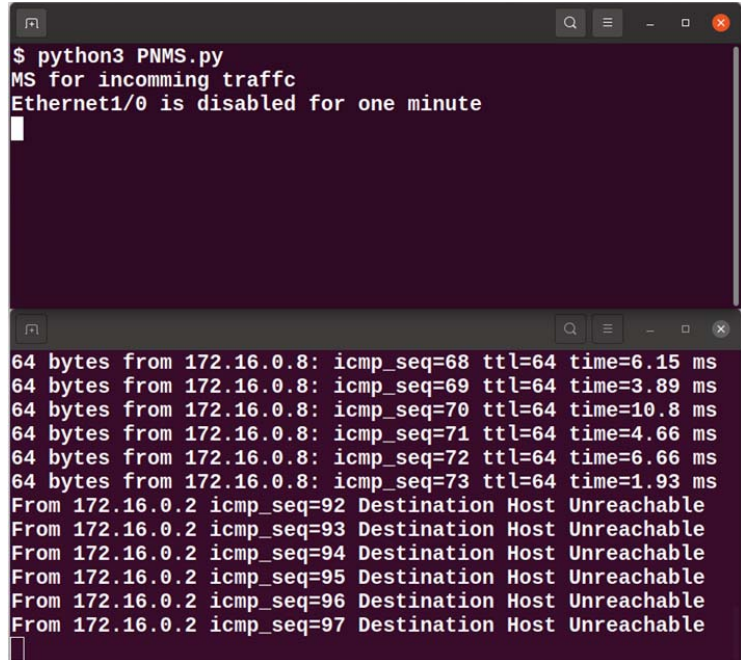 $ python3 PNMS.py
MS for incomming traffc
Ethernet1/0 is disabled for one minute
64 bytes from 172.16.0.8: icmp_seq=68 ttl=64 time=6.15 ms
64 bytes from 172.16.0.8: icmp_seq=69 ttl=64 time=3.89 ms
64 bytes from 172.16.0.8: icmp_seq=70 ttl=64 time=10.8 ms
64 bytes from 172.16.0.8: icmp_seq=71 ttl=64 time=4.66 ms
64 bytes from 172.16.0.8: icmp_seq=72 ttl=64 time=6.66 ms
64 bytes from 172.16.0.8: icmp_seq=73 ttl=64 time=1.93 ms
From 172.16.0.2 icmp_seq=92 Destination Host Unreachable
From 172.16.0.2 icmp_seq=93 Destination Host Unreachable
From 172.16.0.2 icmp_seq=94 Destination Host Unreachable
From 172.16.0.2 icmp_seq=95 Destination Host Unreachable
From 172.16.0.2 icmp_seq=96 Destination Host Unreachable
From 172.16.0.2 icmp_seq=97 Destination Host Unreachable